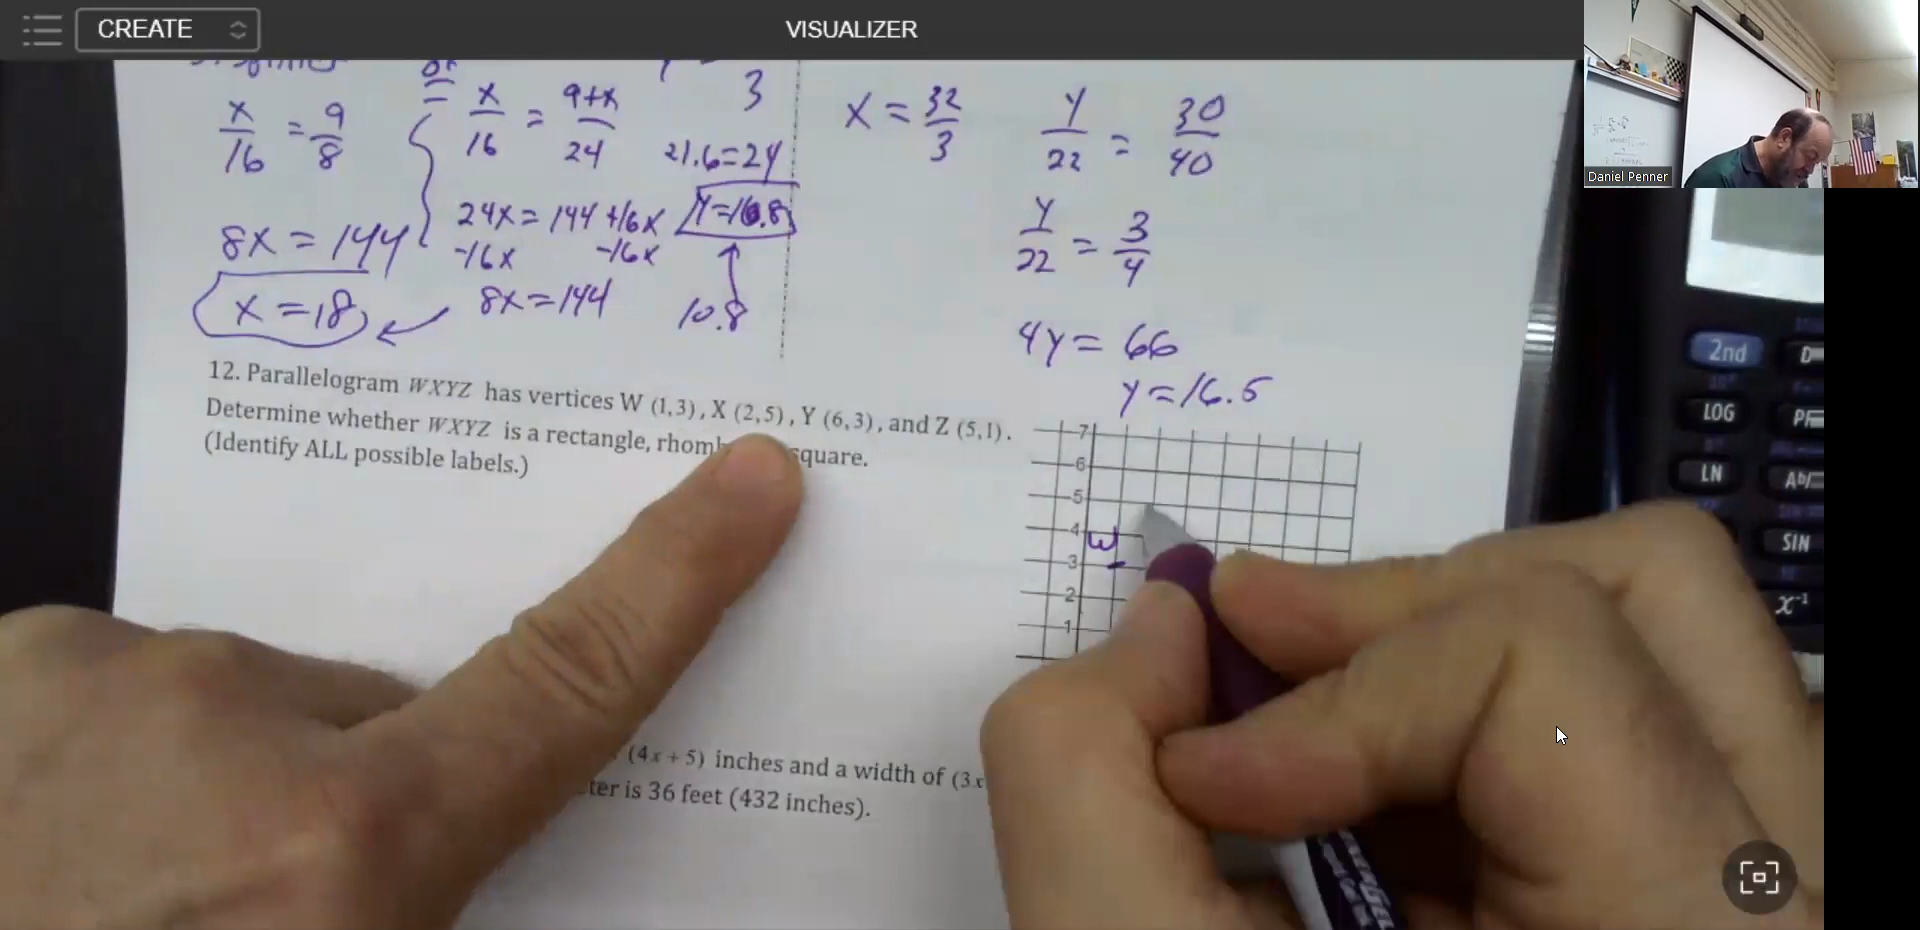 CREATE
VISUALIZER
Daniel Penner
x/16 = 9/8
8x = 144
x = 18
or
x/16 = 9+x/24
24x = 144 + 16x
-16x -16x
8x = 144
3
21.6 = 24
Y = 10.8
10.8
x = 32/3
y/22 = 30/40
y/22 = 3/4
4y = 66
y = 16.5
12. Parallelogram WXYZ has vertices W (1,3), X (2,5), Y (6,3), and Z (5,1).
Determine whether WXYZ is a rectangle, square.
(Identify ALL possible labels.)
7
6
5
4
W
3
2
1
(4x + 5) inches and a width of (3x
is 36 feet (432 inches).
2nd
LOG
LN
SIN
x⁻¹